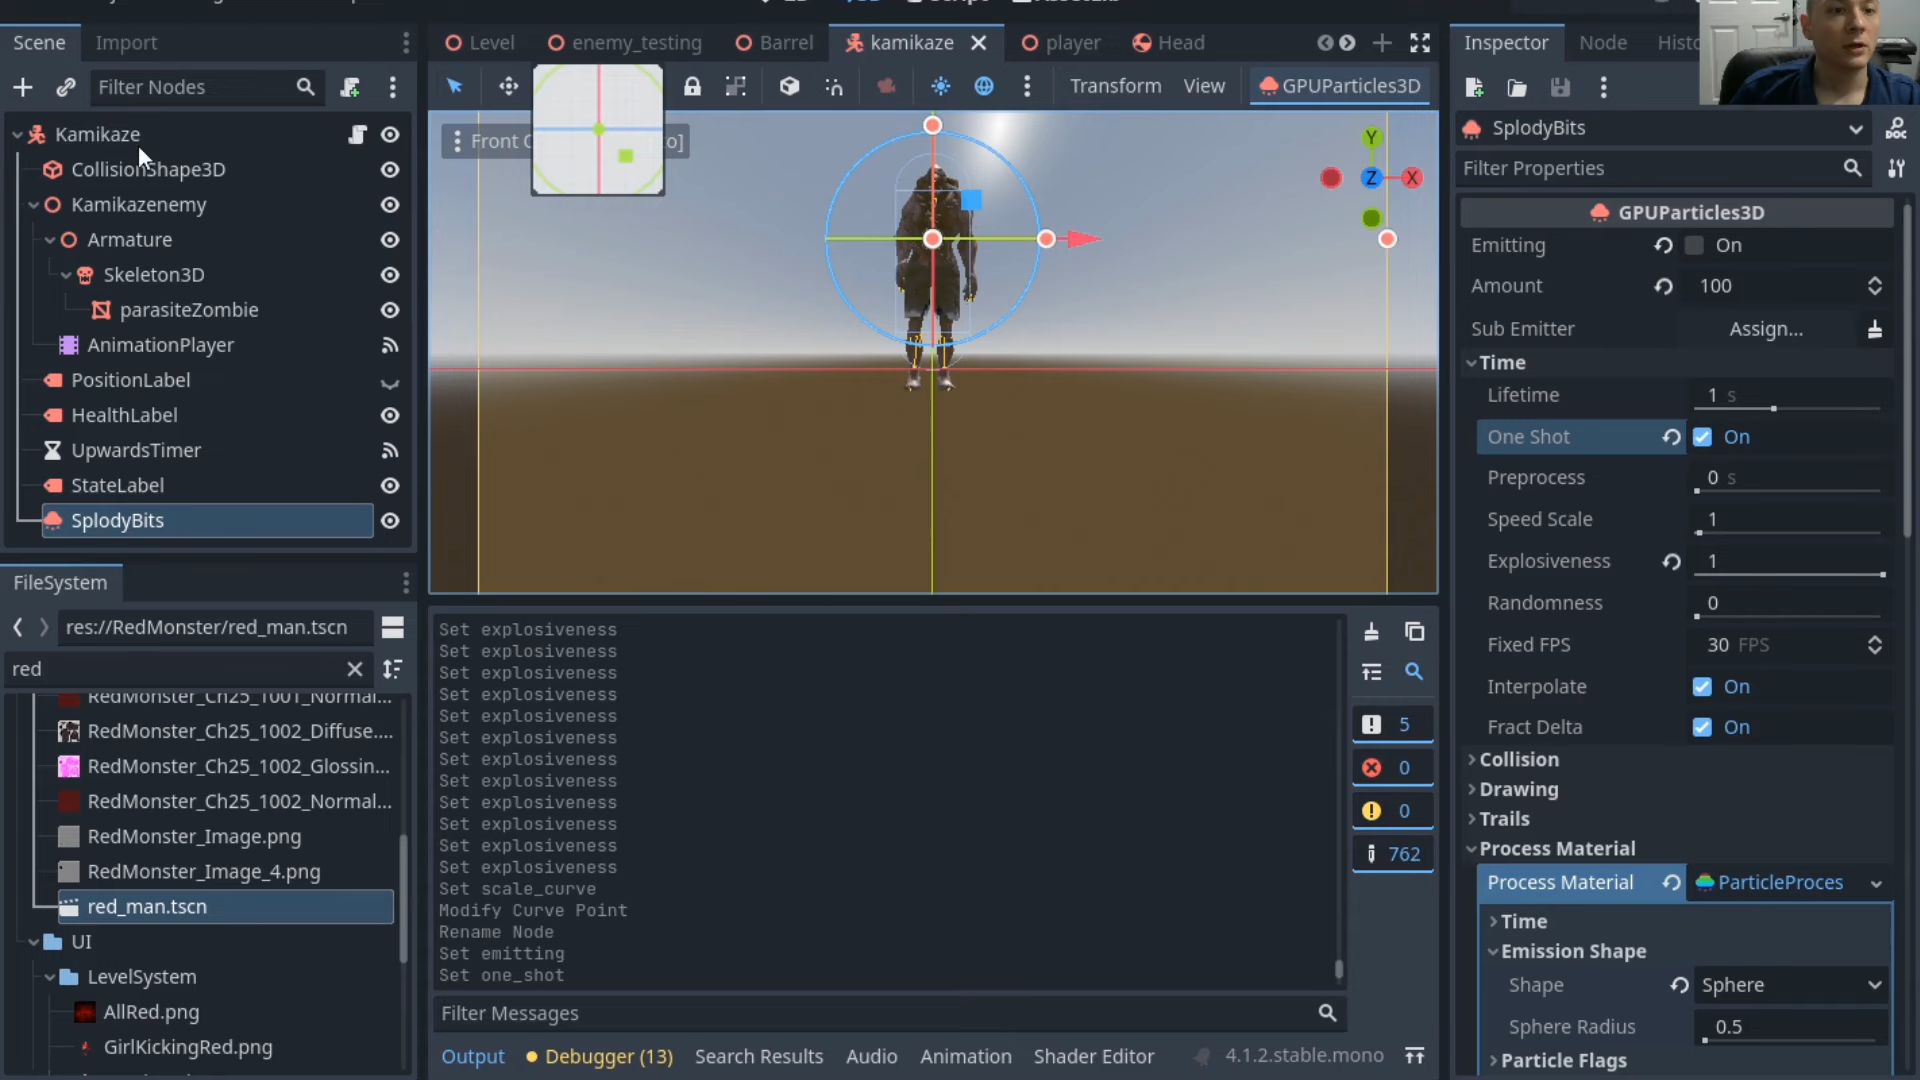 Scene
Import
Filter Nodes
Kamikaze
CollisionShape3D
Kamikazenemy
Armature
Skeleton3D
parasiteZombie
AnimationPlayer
PositionLabel
HealthLabel
UpwardsTimer
StateLabel
SplodyBits
FileSystem
res://RedMonster/red_man.tscn
red
RedMonster_Ch25_1001_Normal...
RedMonster_Ch25_1002_Diffuse....
RedMonster_Ch25_1002_Glossin...
RedMonster_Ch25_1002_Normal...
RedMonster_Image.png
RedMonster_Image_4.png
red_man.tscn
UI
LevelSystem
AllRed.png
GirlKickingRed.png
Level
enemy_testing
Barrel
kamikaze
player
Head
Transform
View
GPUParticles3D
Front
o]
Y
Z
X
Set explosiveness
Set explosiveness
Set explosiveness
Set explosiveness
Set explosiveness
Set explosiveness
Set explosiveness
Set explosiveness
Set explosiveness
Set explosiveness
Set explosiveness
Set explosiveness
Set scale_curve
Modify Curve Point
Rename Node
Set emitting
Set one_shot
5
0
0
762
Filter Messages
Output
Debugger (13)
Search Results
Audio
Animation
Shader Editor
4.1.2.stable.mono
Inspector
Node
Histo
SplodyBits
Filter Properties
GPUParticles3D
Emitting On
Amount 100
Sub Emitter Assign...
Time
Lifetime 1 s
One Shot On
Preprocess 0 s
Speed Scale 1
Explosiveness 1
Randomness 0
Fixed FPS 30 FPS
Interpolate On
Fract Delta On
Collision
Drawing
Trails
Process Material
Process Material ParticleProces
Time
Emission Shape
Shape Sphere
Sphere Radius 0.5
Particle Flags